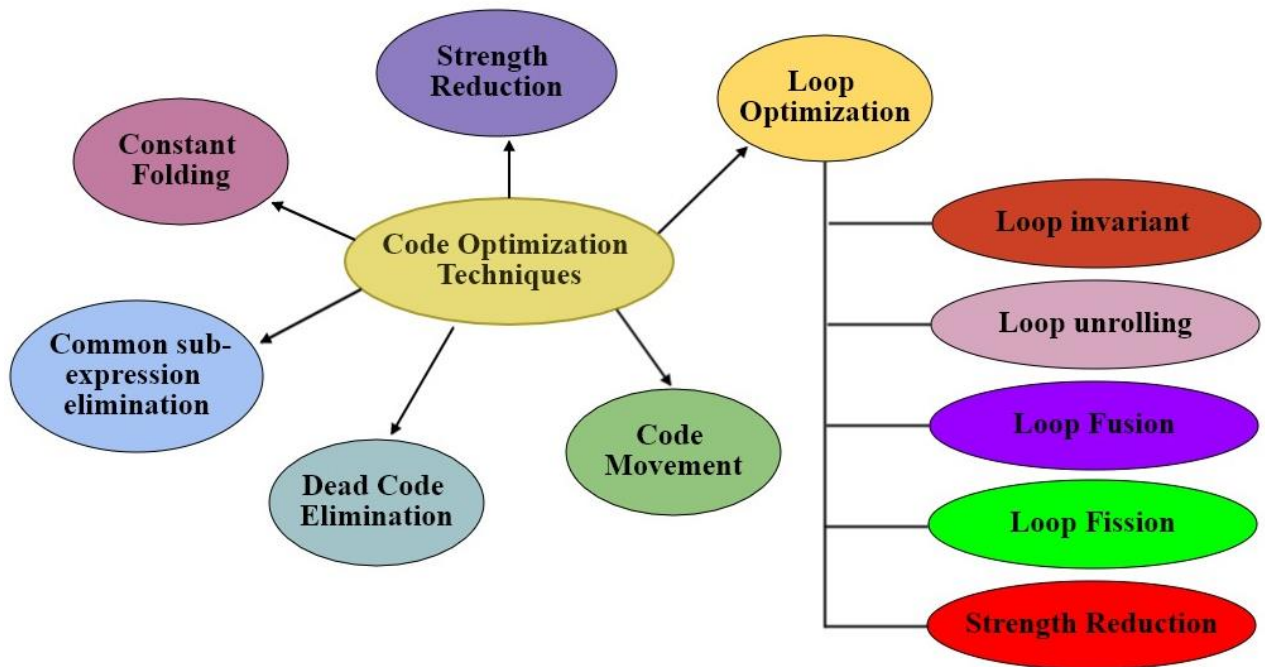 Strength
Reduction
Loop
Optimization
Constant
Folding
Code Optimization
Techniques
Common sub-
expression
elimination
Dead Code
Elimination
Code
Movement
Loop invariant
Loop unrolling
Loop Fusion
Loop Fission
Strength Reduction